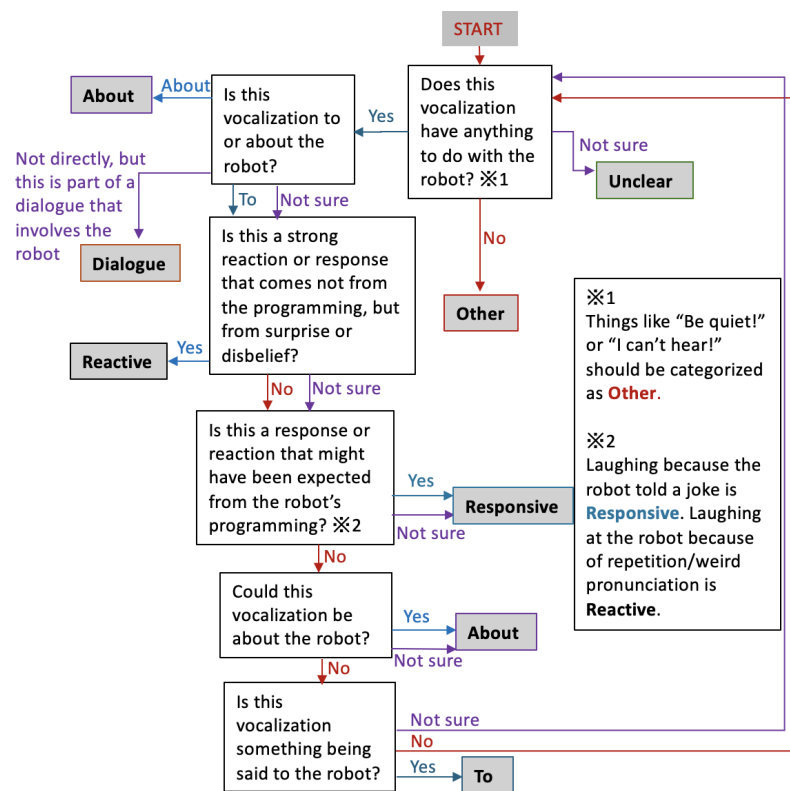 START
Does this
vocalization
have anything
to do with the
robot? ※1
Yes
Not sure
Unclear
No
Other
Is this
vocalization to
or about the
robot?
About
About
Not directly, but
this is part of a
dialogue that
involves the
robot
Dialogue
To
Not sure
Is this a strong
reaction or response
that comes not from
the programming, but
from surprise or
disbelief?
Yes
Reactive
No
Not sure
Is this a response or
reaction that might
have been expected
from the robot’s
programming? ※2
Yes
Not sure
Responsive
No
Could this
vocalization be
about the robot?
Yes
Not sure
About
No
Is this
vocalization
something being
said to the robot?
Not sure
No
Yes
To
※1
Things like “Be quiet!”
or “I can’t hear!”
should be categorized
as Other.
※2
Laughing because the
robot told a joke is
Responsive. Laughing
at the robot because
of repetition/weird
pronunciation is
Reactive.